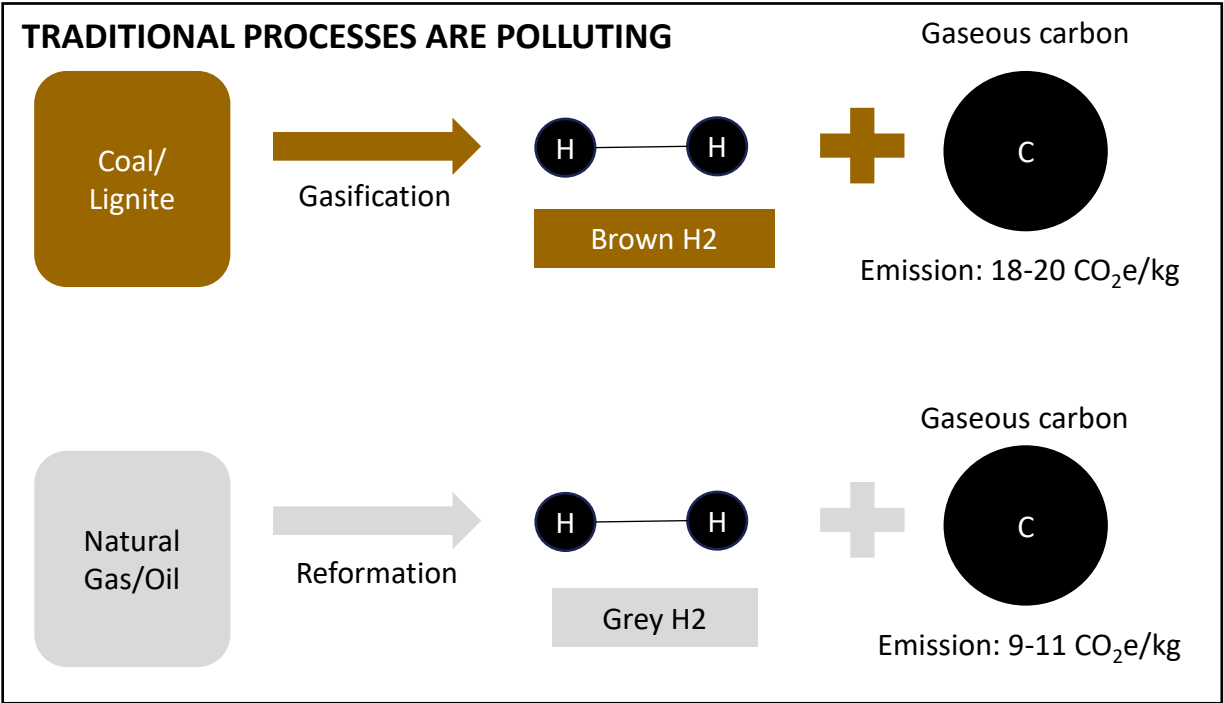 TRADITIONAL PROCESSES ARE POLLUTING
Gaseous carbon
Coal/
Lignite
Gasification
H
H
C
Brown H2
Emission: 18-20 CO₂e/kg
Gaseous carbon
Natural
Gas/Oil
Reformation
H
H
C
Grey H2
Emission: 9-11 CO₂e/kg